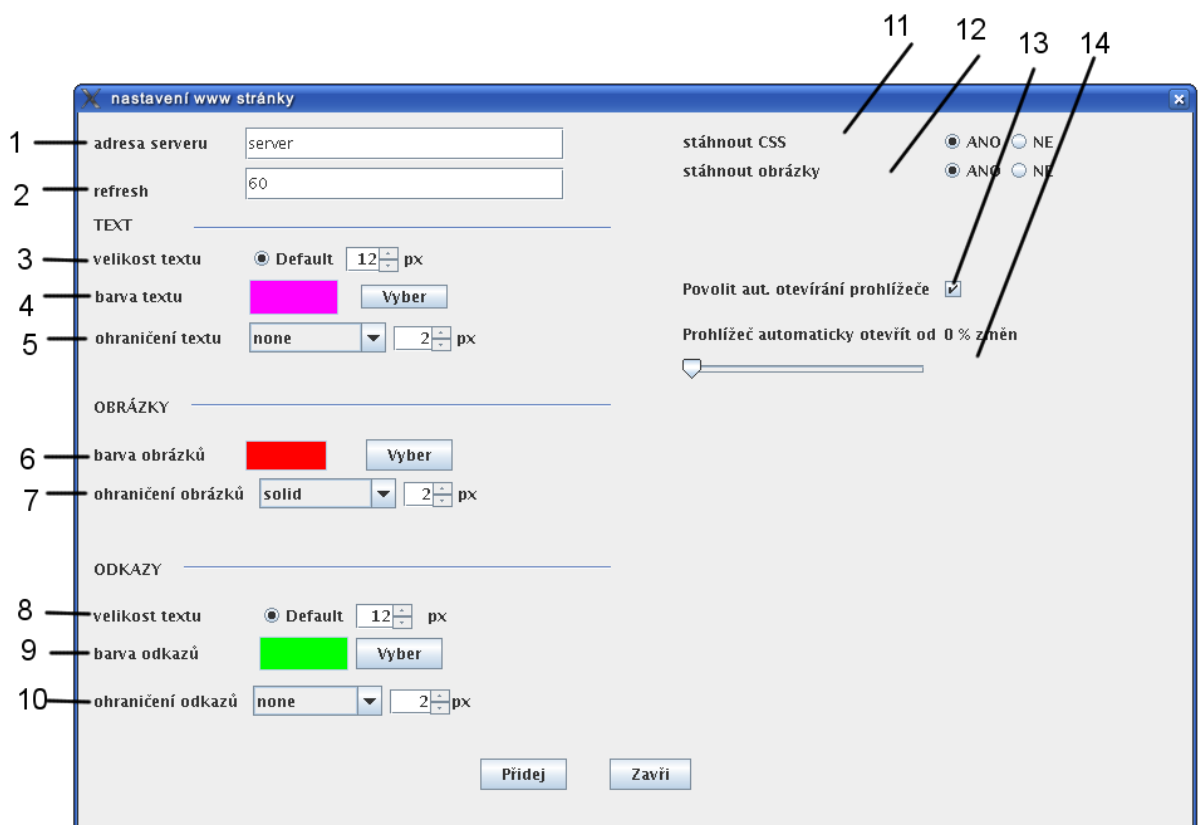 11 12 13 14
nastavení www stránky
1 adresa serveru server
2 refresh 60
TEXT
3 velikost textu Default 12 px
4 barva textu Vyber
5 ohraničení textu none 2 px
OBRÁZKY
6 barva obrázků Vyber
7 ohraničení obrázků solid 2 px
ODKAZY
8 velikost textu Default 12 px
9 barva odkazů Vyber
10 ohraničení odkazů none 2 px
stáhnout CSS ANO NE
stáhnout obrázky ANO NE
Povolit aut. otevírání prohlížeče
Prohlížeč automaticky otevřít od 0 % změn
Přidej Zavři